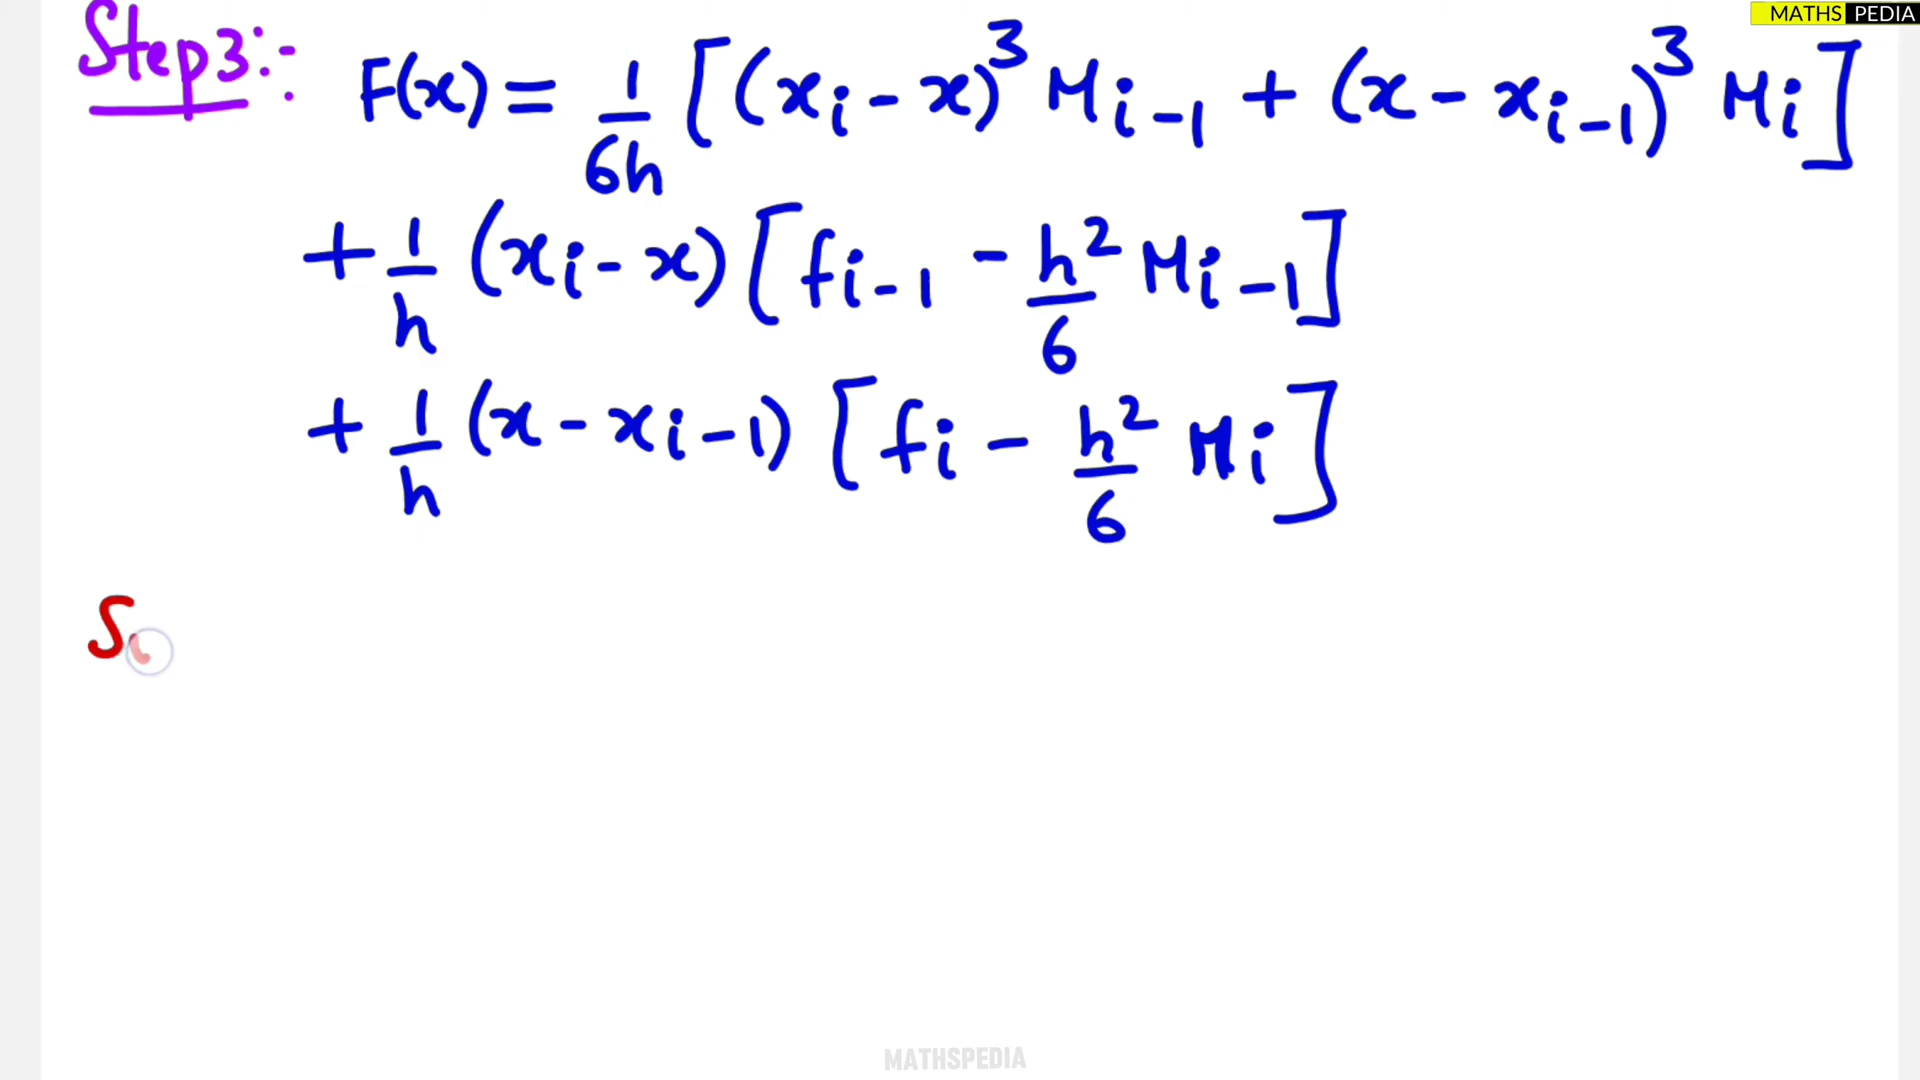 MATHS PEDIA
Step3:- F(x) = 1/6h [(xᵢ - x)³ Mᵢ₋₁ + (x - xᵢ₋₁)³ Mᵢ]
+ 1/h (xᵢ - x) [fᵢ₋₁ - h²/6 Mᵢ₋₁]
+ 1/h (x - xᵢ₋₁) [fᵢ - h²/6 Mᵢ]
MATHSPEDIA